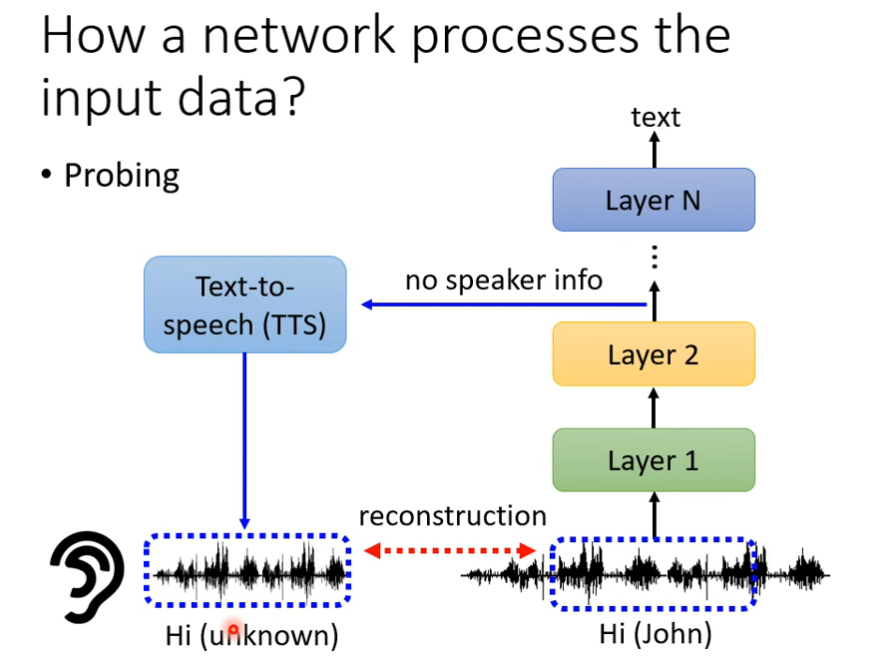 How a network processes the
input data?
• Probing
text
Layer N
⋮
no speaker info
Text-to-
speech (TTS)
Layer 2
Layer 1
reconstruction
Hi (unknown)
Hi (John)